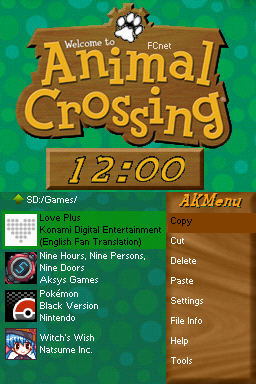 Welcome to
FCnet
Animal
Crossing
12:00
SD:/Games/
Love Plus
Konami Digital Entertainment
(English Fan Translation)
Nine Hours, Nine Persons,
Nine Doors
Aksys Games
Pokémon
Black Version
Nintendo
Witch's Wish
Natsume Inc.
AKMenu
Copy
Cut
Delete
Paste
Settings
File Info
Help
Tools